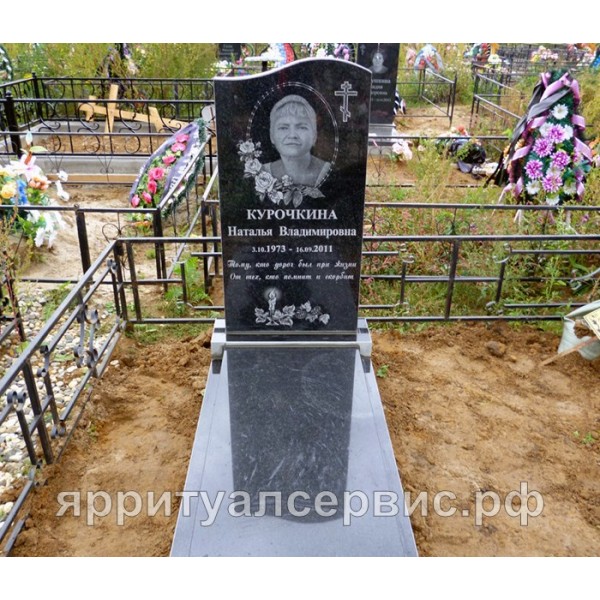 КУРОЧКИНА
Наталья Владимировна
3.10.1973 - 16.09.2011
Тому, кто дорог был при жизни
От тех, кто помнит и скорбит
ярритуалсервис.рф